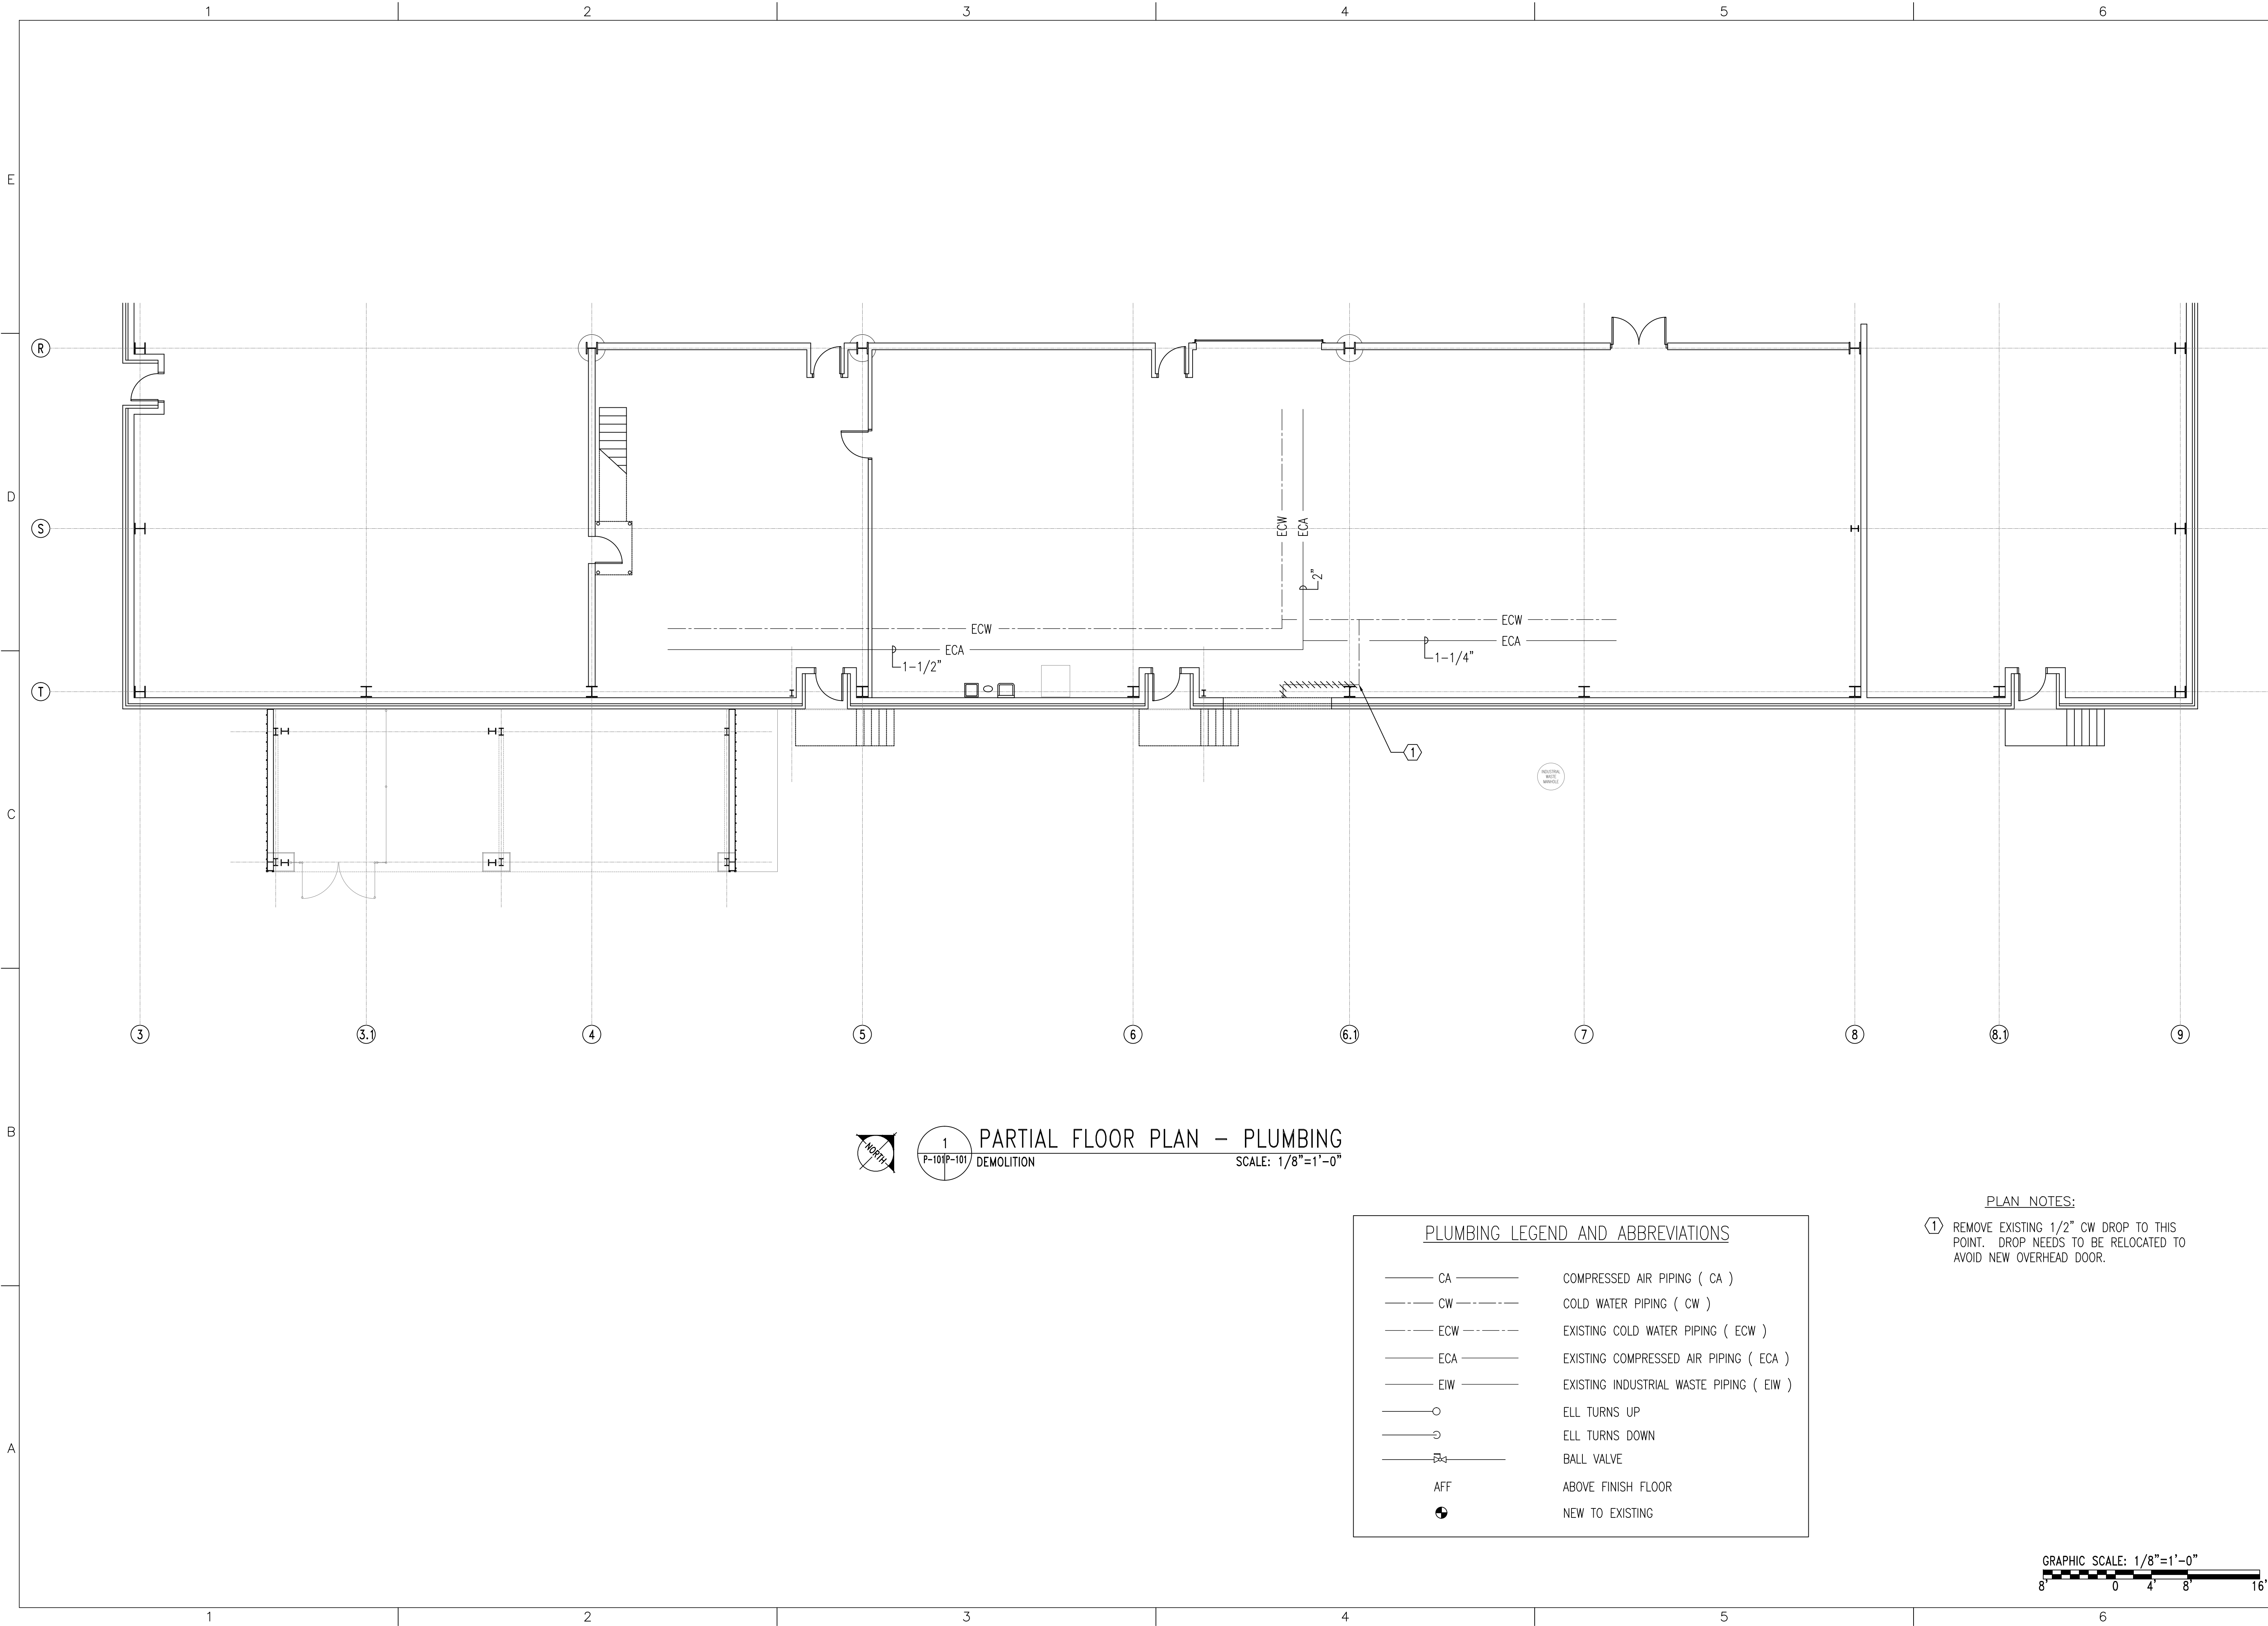 1 2 3 4 5 6
E
R
D
S
ECW ECA
2"
ECW
ECW
ECA
ECA
1-1/2"
1-1/4"
T
1
INDUSTRIAL
WASTE
MANHOLE
C
3 3.1 4 5 6 6.1 7 8 8.1 9
B
NORTH
1
P-101 P-101
PARTIAL FLOOR PLAN - PLUMBING
DEMOLITION SCALE: 1/8"=1'-0"
PLAN NOTES:
1 REMOVE EXISTING 1/2" CW DROP TO THIS
POINT. DROP NEEDS TO BE RELOCATED TO
AVOID NEW OVERHEAD DOOR.
PLUMBING LEGEND AND ABBREVIATIONS
CA COMPRESSED AIR PIPING ( CA )
CW COLD WATER PIPING ( CW )
ECW EXISTING COLD WATER PIPING ( ECW )
ECA EXISTING COMPRESSED AIR PIPING ( ECA )
EIW EXISTING INDUSTRIAL WASTE PIPING ( EIW )
ELL TURNS UP
ELL TURNS DOWN
BALL VALVE
AFF ABOVE FINISH FLOOR
NEW TO EXISTING
A
GRAPHIC SCALE: 1/8"=1'-0"
8' 0 4' 8' 16'
1 2 3 4 5 6